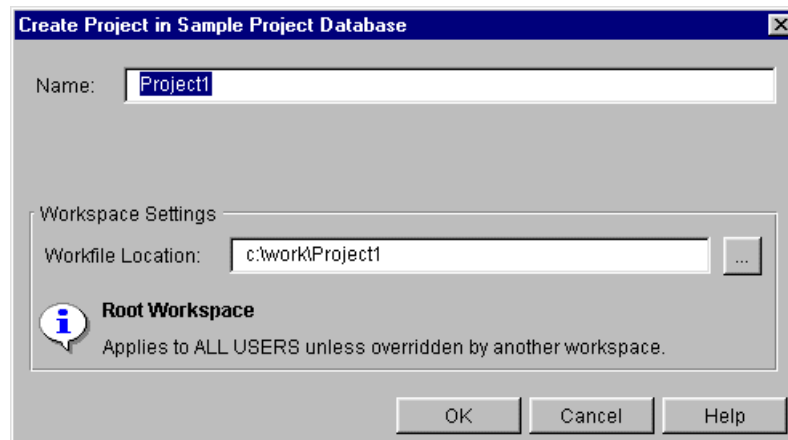 Create Project in Sample Project Database
Name: Project1
Workspace Settings
Workfile Location: c:\work\Project1 ...
Root Workspace
Applies to ALL USERS unless overridden by another workspace.
OK Cancel Help